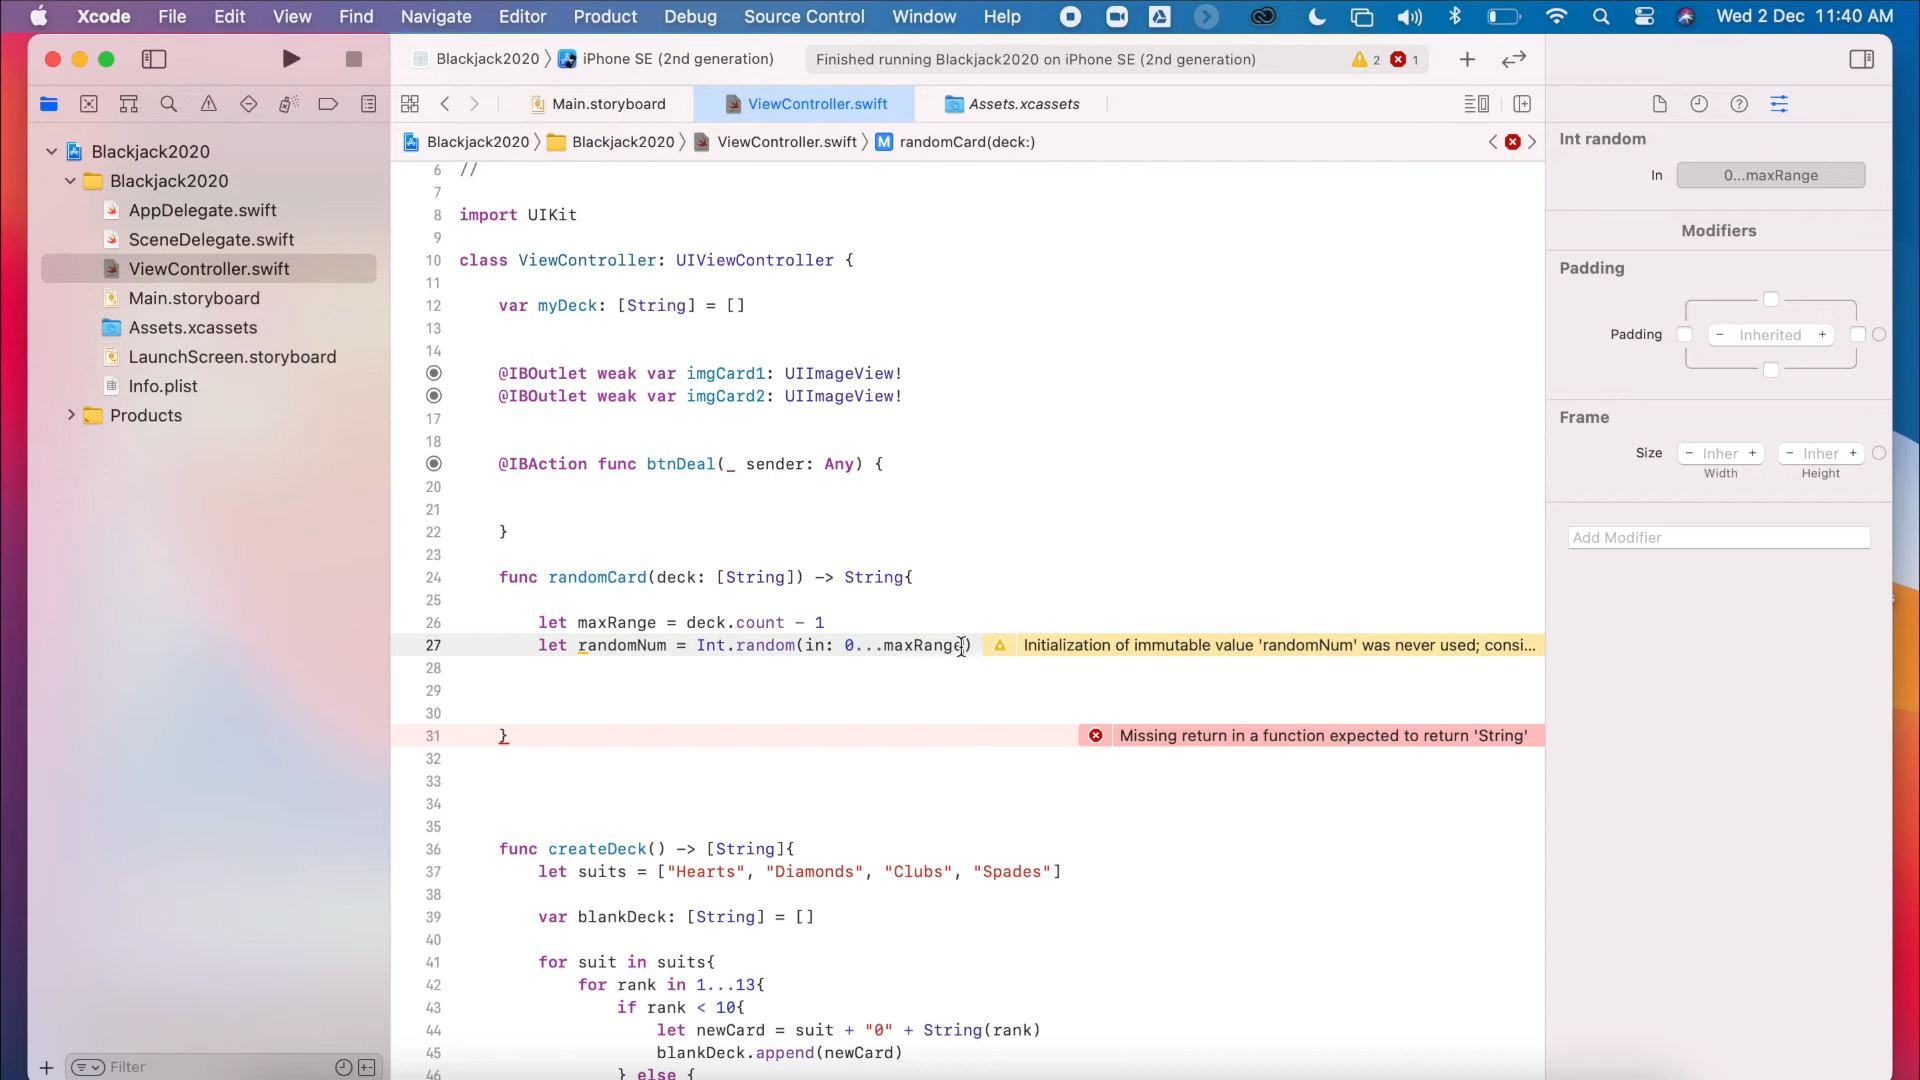 Xcode File Edit View Find Navigate Editor Product Debug Source Control Window Help Wed 2 Dec 11:40 AM
Blackjack2020 iPhone SE (2nd generation) Finished running Blackjack2020 on iPhone SE (2nd generation) 2 1
Main.storyboard ViewController.swift Assets.xcassets
Blackjack2020 Blackjack2020 ViewController.swift M randomCard(deck:)
Blackjack2020
Blackjack2020
AppDelegate.swift
SceneDelegate.swift
ViewController.swift
Main.storyboard
Assets.xcassets
LaunchScreen.storyboard
Info.plist
Products
Filter
6 //
7
8 import UIKit
9
10 class ViewController: UIViewController {
11
12 var myDeck: [String] = []
13
14
@IBOutlet weak var imgCard1: UIImageView!
@IBOutlet weak var imgCard2: UIImageView!
17
18
@IBAction func btnDeal(_ sender: Any) {
20
21
22 }
23
24 func randomCard(deck: [String]) -> String{
25
26 let maxRange = deck.count - 1
27 let randomNum = Int.random(in: 0...maxRange) Initialization of immutable value 'randomNum' was never used; consi...
28
29
30
31 } Missing return in a function expected to return 'String'
32
33
34
35
36 func createDeck() -> [String]{
37 let suits = ["Hearts", "Diamonds", "Clubs", "Spades"]
38
39 var blankDeck: [String] = []
40
41 for suit in suits{
42 for rank in 1...13{
43 if rank < 10{
44 let newCard = suit + "0" + String(rank)
45 blankDeck.append(newCard)
46 } else {
Int random
In 0...maxRange
Modifiers
Padding
Padding - Inherited +
Frame
Size - Inher + - Inher +
Width Height
Add Modifier